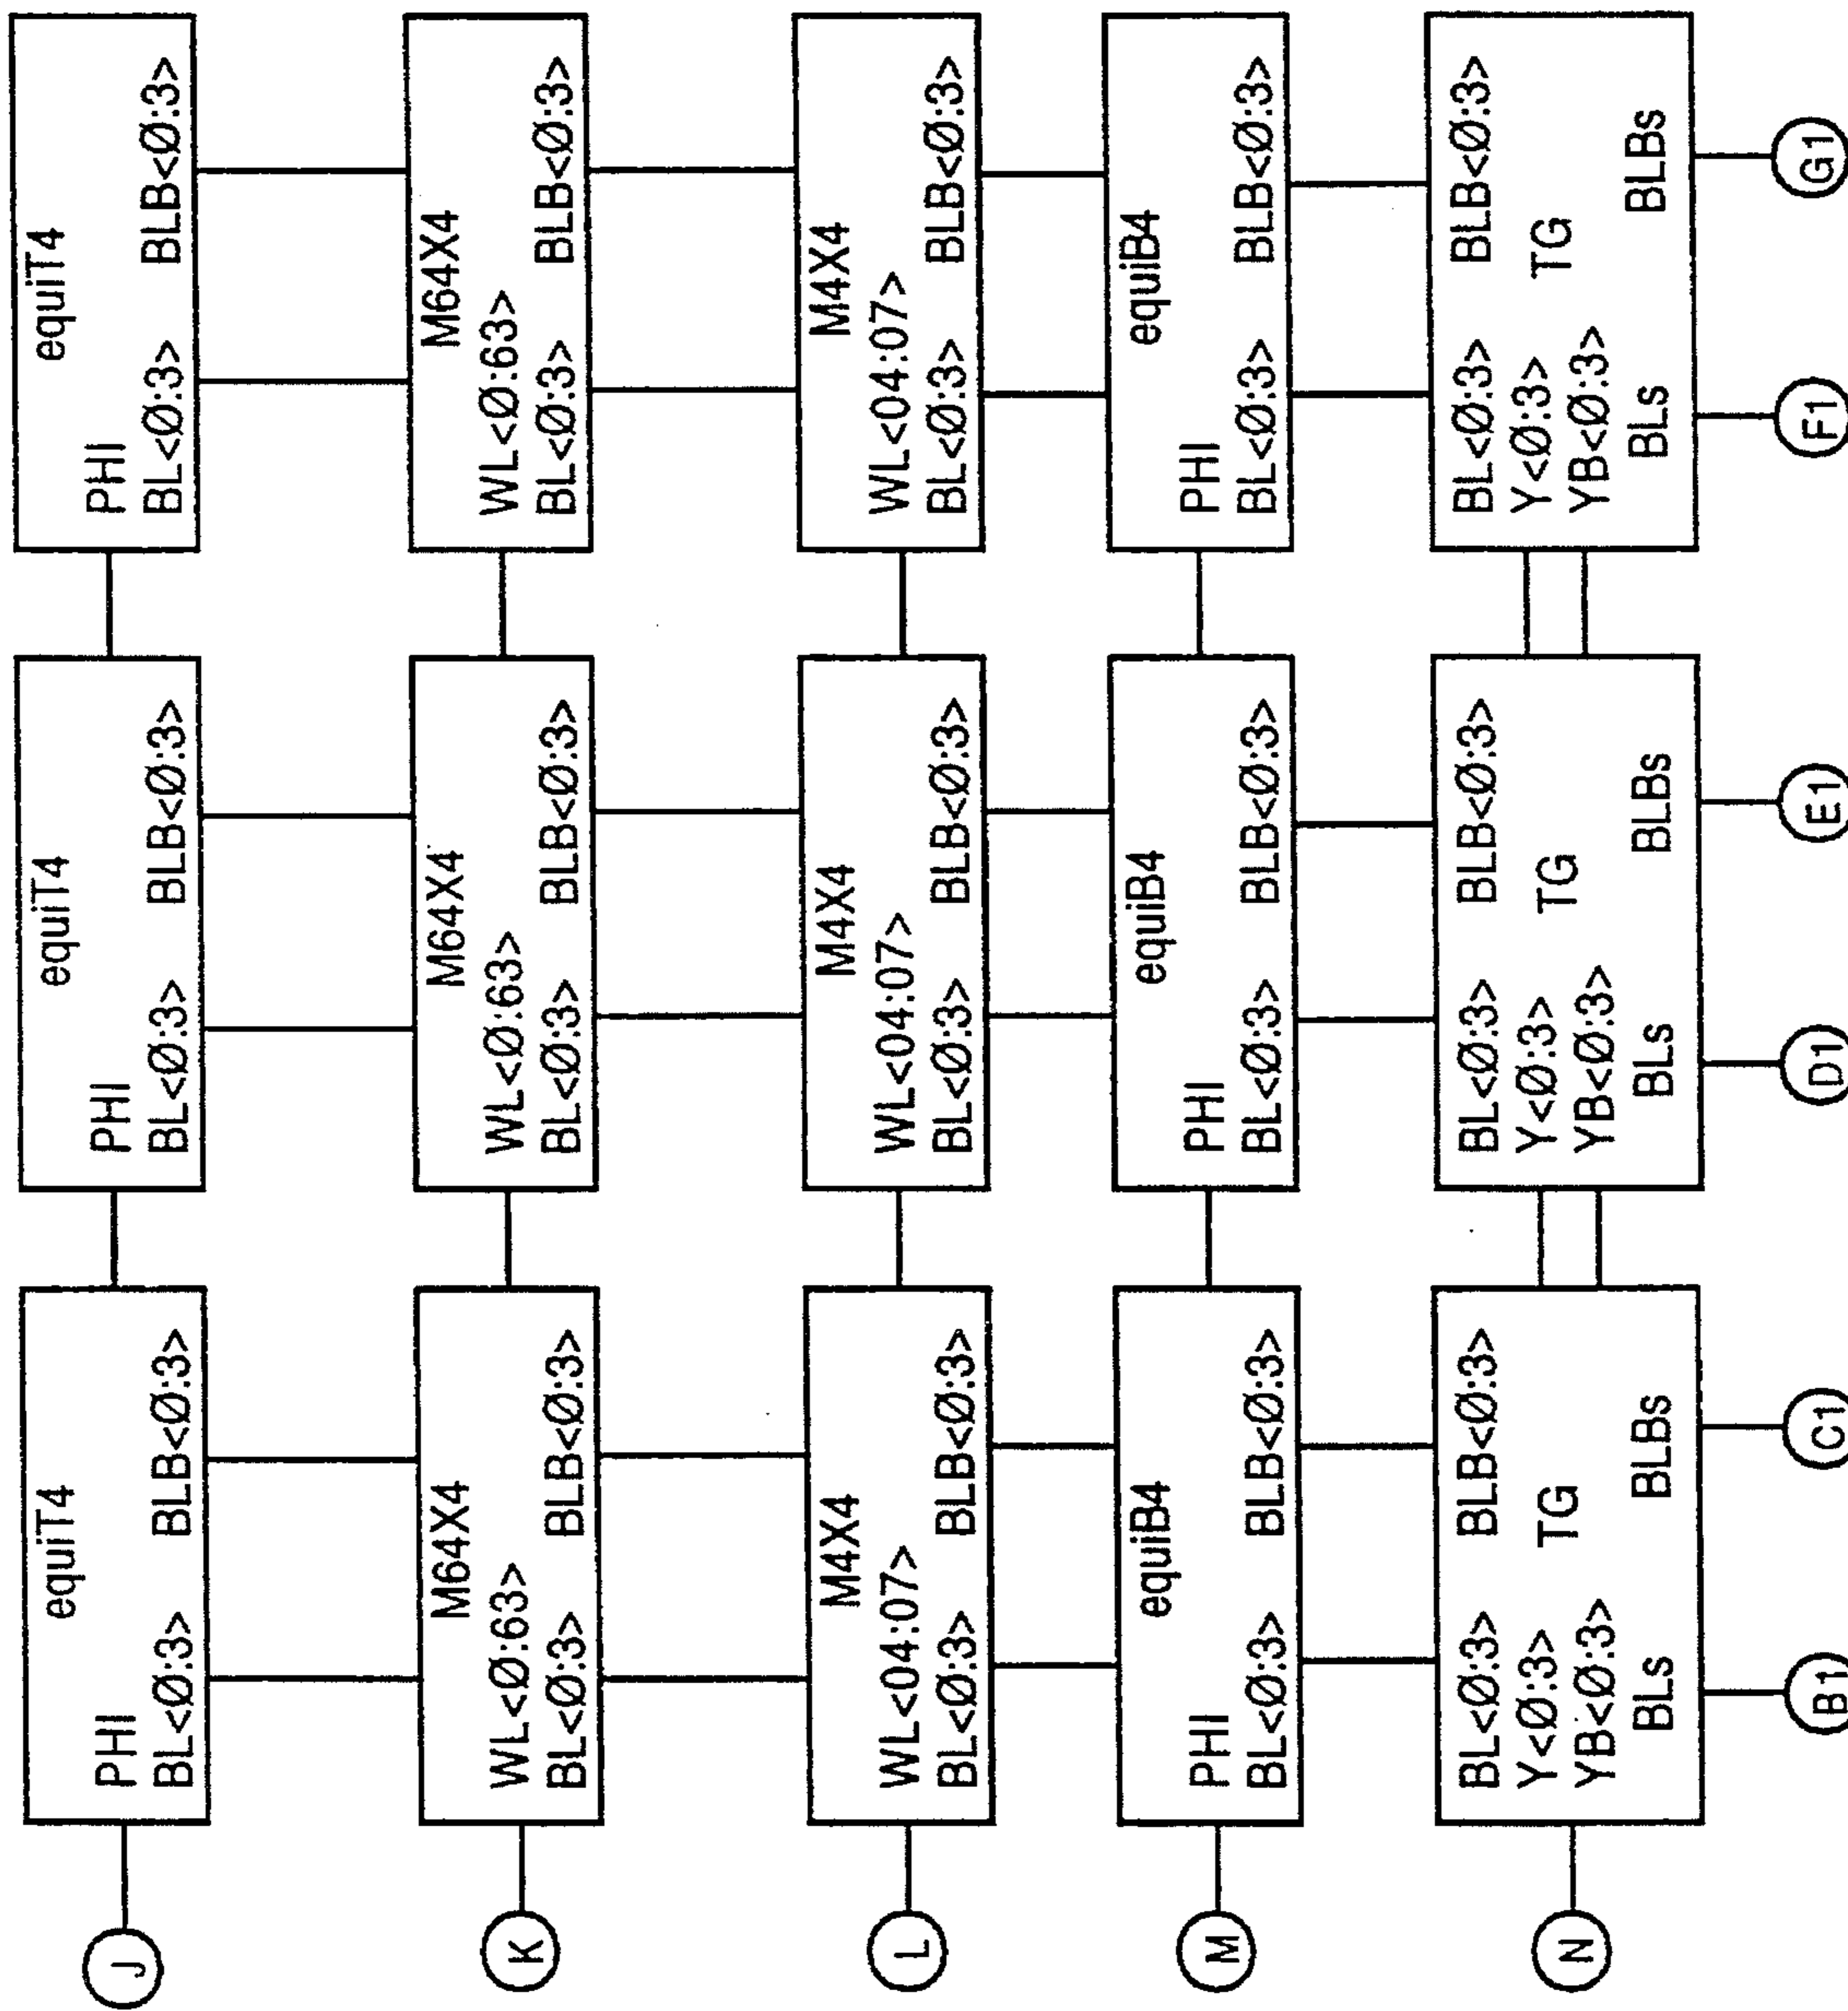 J
equiT4
PHI
BL<Ø:3> BLB<Ø:3>
equiT4
PHI
BL<Ø:3> BLB<Ø:3>
equiT4
PHI
BL<Ø:3> BLB<Ø:3>
K
M64X4
WL<Ø:63>
BL<Ø:3> BLB<Ø:3>
M64X4
WL<Ø:63>
BL<Ø:3> BLB<Ø:3>
M64X4
WL<Ø:63>
BL<Ø:3> BLB<Ø:3>
L
M4X4
WL<04:07>
BL<Ø:3> BLB<Ø:3>
M4X4
WL<04:07>
BL<Ø:3> BLB<Ø:3>
M4X4
WL<04:07>
BL<Ø:3> BLB<Ø:3>
M
equiB4
PHI
BL<Ø:3> BLB<Ø:3>
equiB4
PHI
BL<Ø:3> BLB<Ø:3>
equiB4
PHI
BL<Ø:3> BLB<Ø:3>
N
BL<Ø:3> BLB<Ø:3>
Y<Ø:3> TG
YB<Ø:3>
BLs BLBs
BL<Ø:3> BLB<Ø:3>
Y<Ø:3> TG
YB<Ø:3>
BLs BLBs
BL<Ø:3> BLB<Ø:3>
Y<Ø:3> TG
YB<Ø:3>
BLs BLBs
B1 C1 D1 E1 F1 G1